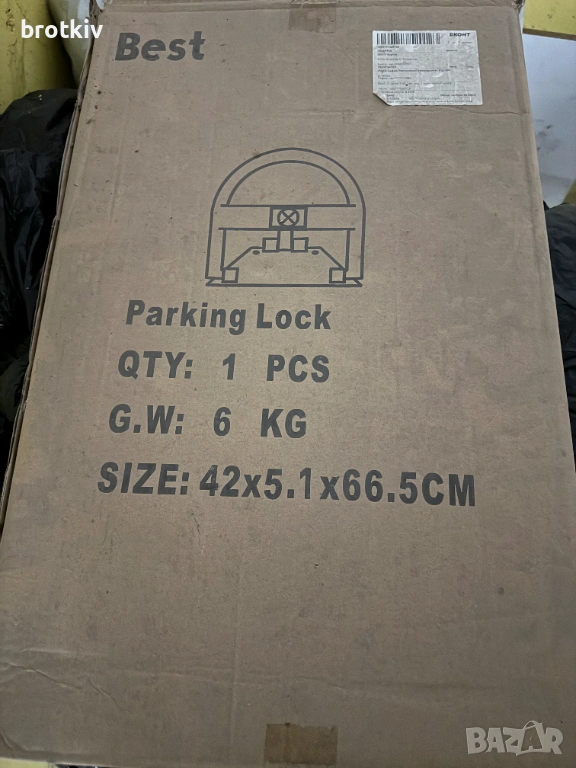 brotkiv
Best
Parking Lock
QTY: 1 PCS
G.W: 6 KG
SIZE: 42x5.1x66.5CM
BAZAR